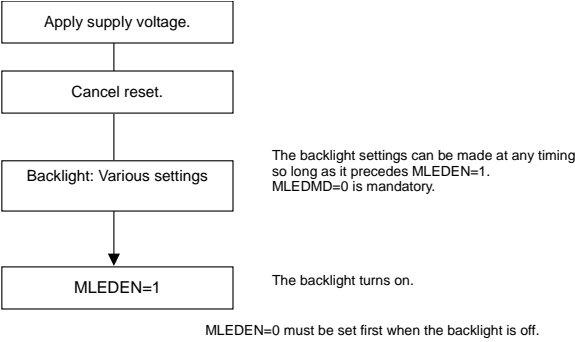 Apply supply voltage.
Cancel reset.
Backlight: Various settings
The backlight settings can be made at any timing
so long as it precedes MLEDEN=1.
MLEDMD=0 is mandatory.
MLEDEN=1
The backlight turns on.
MLEDEN=0 must be set first when the backlight is off.